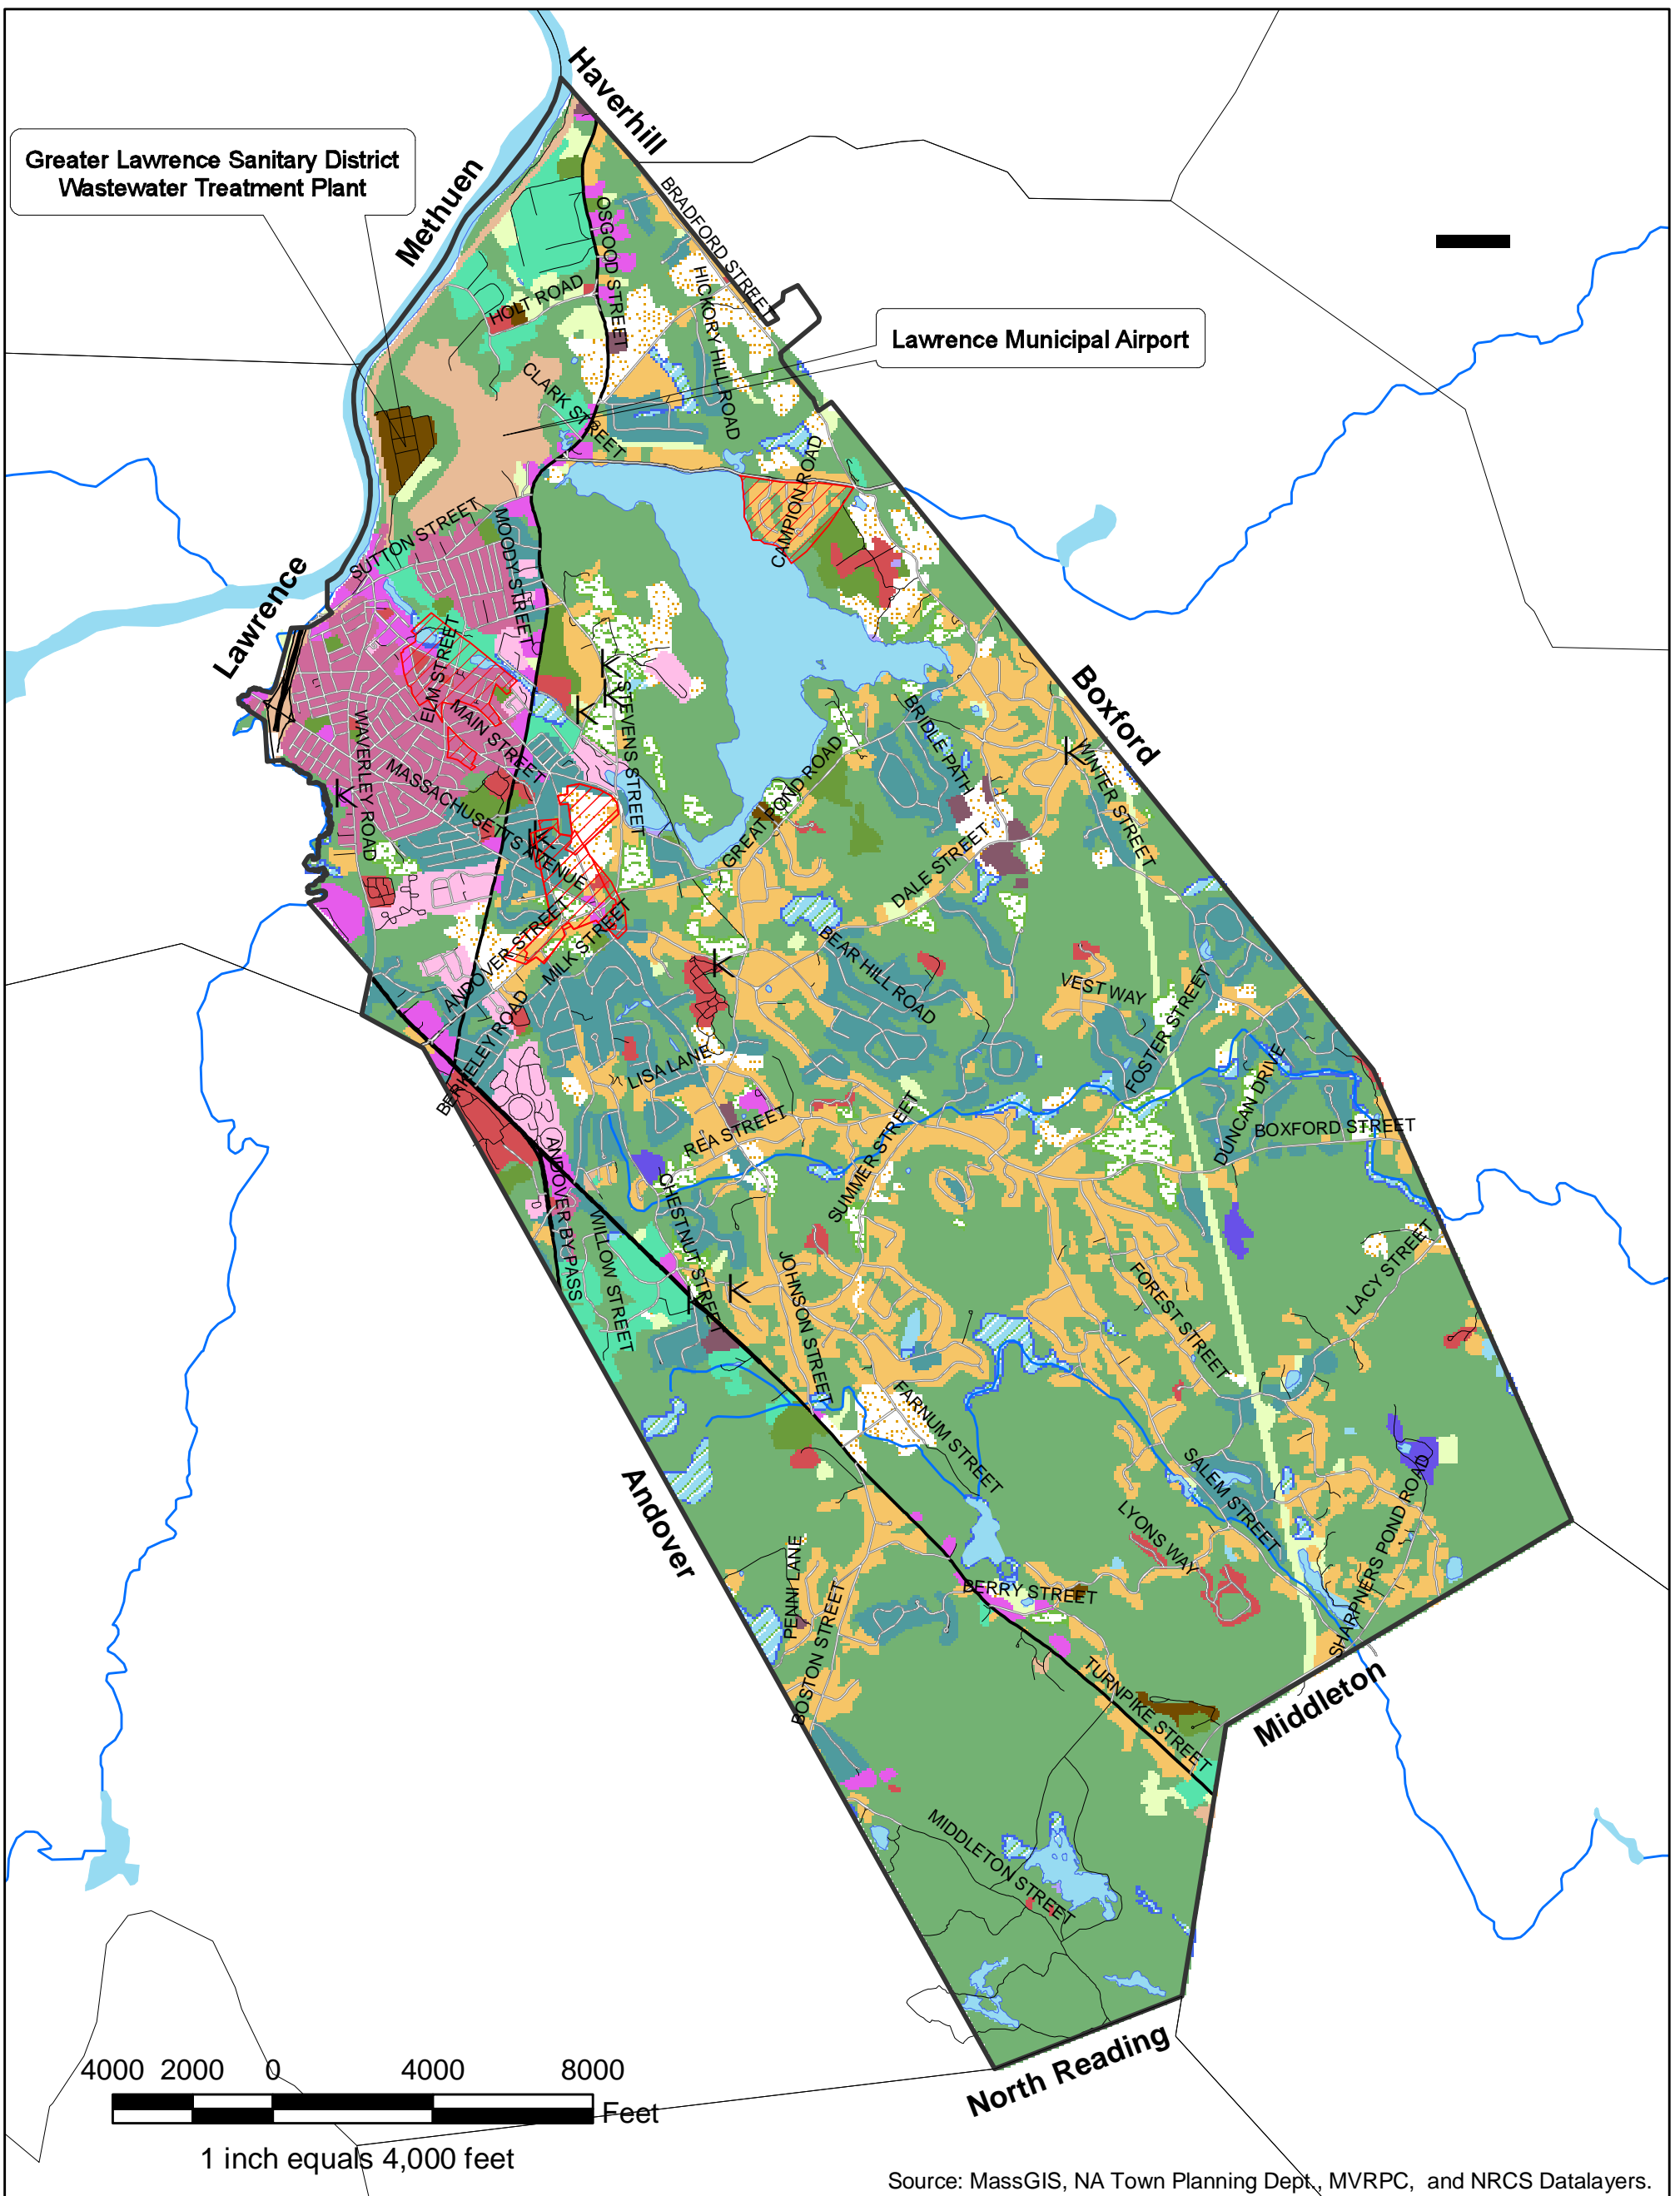 Haverhill
Greater Lawrence Sanitary District
Wastewater Treatment Plant
Methuen
BRADFORD STREET
OSGOOD STREET
HICKORY HILL ROAD
HOLT ROAD
Lawrence Municipal Airport
CLARK STREET
CAMPION ROAD
SUTTON STREET
MOODY STREET
Lawrence
ELM STREET
K
K
K
STEVENS STREET
Boxford
MAIN STREET
WAVERLEY ROAD
BRIDLE PATH
K
WINTER STREET
MASSACHUSETTS AVENUE
K
K
GREAT POND ROAD
DALE STREET
ANDOVER STREET
MILK STREET
K
BEAR HILL ROAD
VEST WAY
FOSTER STREET
BERKELEY ROAD
LISA LANE
DUNCAN DRIVE
BOXFORD STREET
REA STREET
SUMMER STREET
ANDOVER BY PASS
CHESTNUT STREE
WILLOW STREET
JOHNSON STREET
K
K
FOREST STREET
LACY STREET
FARNUM STREET
SALEM STREET
Andover
LYONS WAY
SHARPNERS POND ROAD
PENNI LANE
BERRY STREET
BOSTON STREET
TURNPIKE STREET
Middleton
MIDDLETON STREET
North Reading
4000 2000 0 4000 8000
Feet
1 inch equals 4,000 feet
Source: MassGIS, NA Town Planning Dept., MVRPC, and NRCS Datalayers.